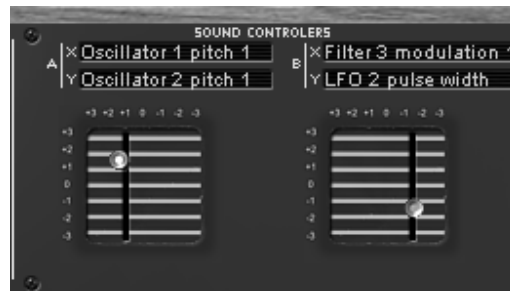 SOUND CONTROLERS
A X Oscillator 1 pitch 1
Y Oscillator 2 pitch 1
B X Filter 3 modulation 1
Y LFO 2 pulse width
+3 +2 +1 0 -1 -2 -3
+3
+2
+1
0
-1
-2
-3
+3 +2 +1 0 -1 -2 -3
+3
+2
+1
0
-1
-2
-3